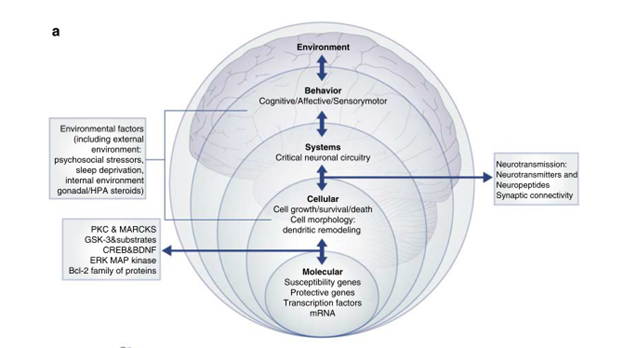 a
Environment
Behavior
Cognitive/Affective/Sensorymotor
Environmental factors
(including external
environment:
psychosocial stressors,
sleep deprivation,
internal environment
gonadal/HPA steroids)
Systems
Critical neuronal circuitry
Neurotransmission:
Neurotransmitters and
Neuropeptides
Synaptic connectivity
Cellular
Cell growth/survival/death
Cell morphology:
dendritic remodeling
PKC & MARCKS
GSK-3&substrates
CREB&BDNF
ERK MAP kinase
Bcl-2 family of proteins
Molecular
Susceptibility genes
Protective genes
Transcription factors
mRNA